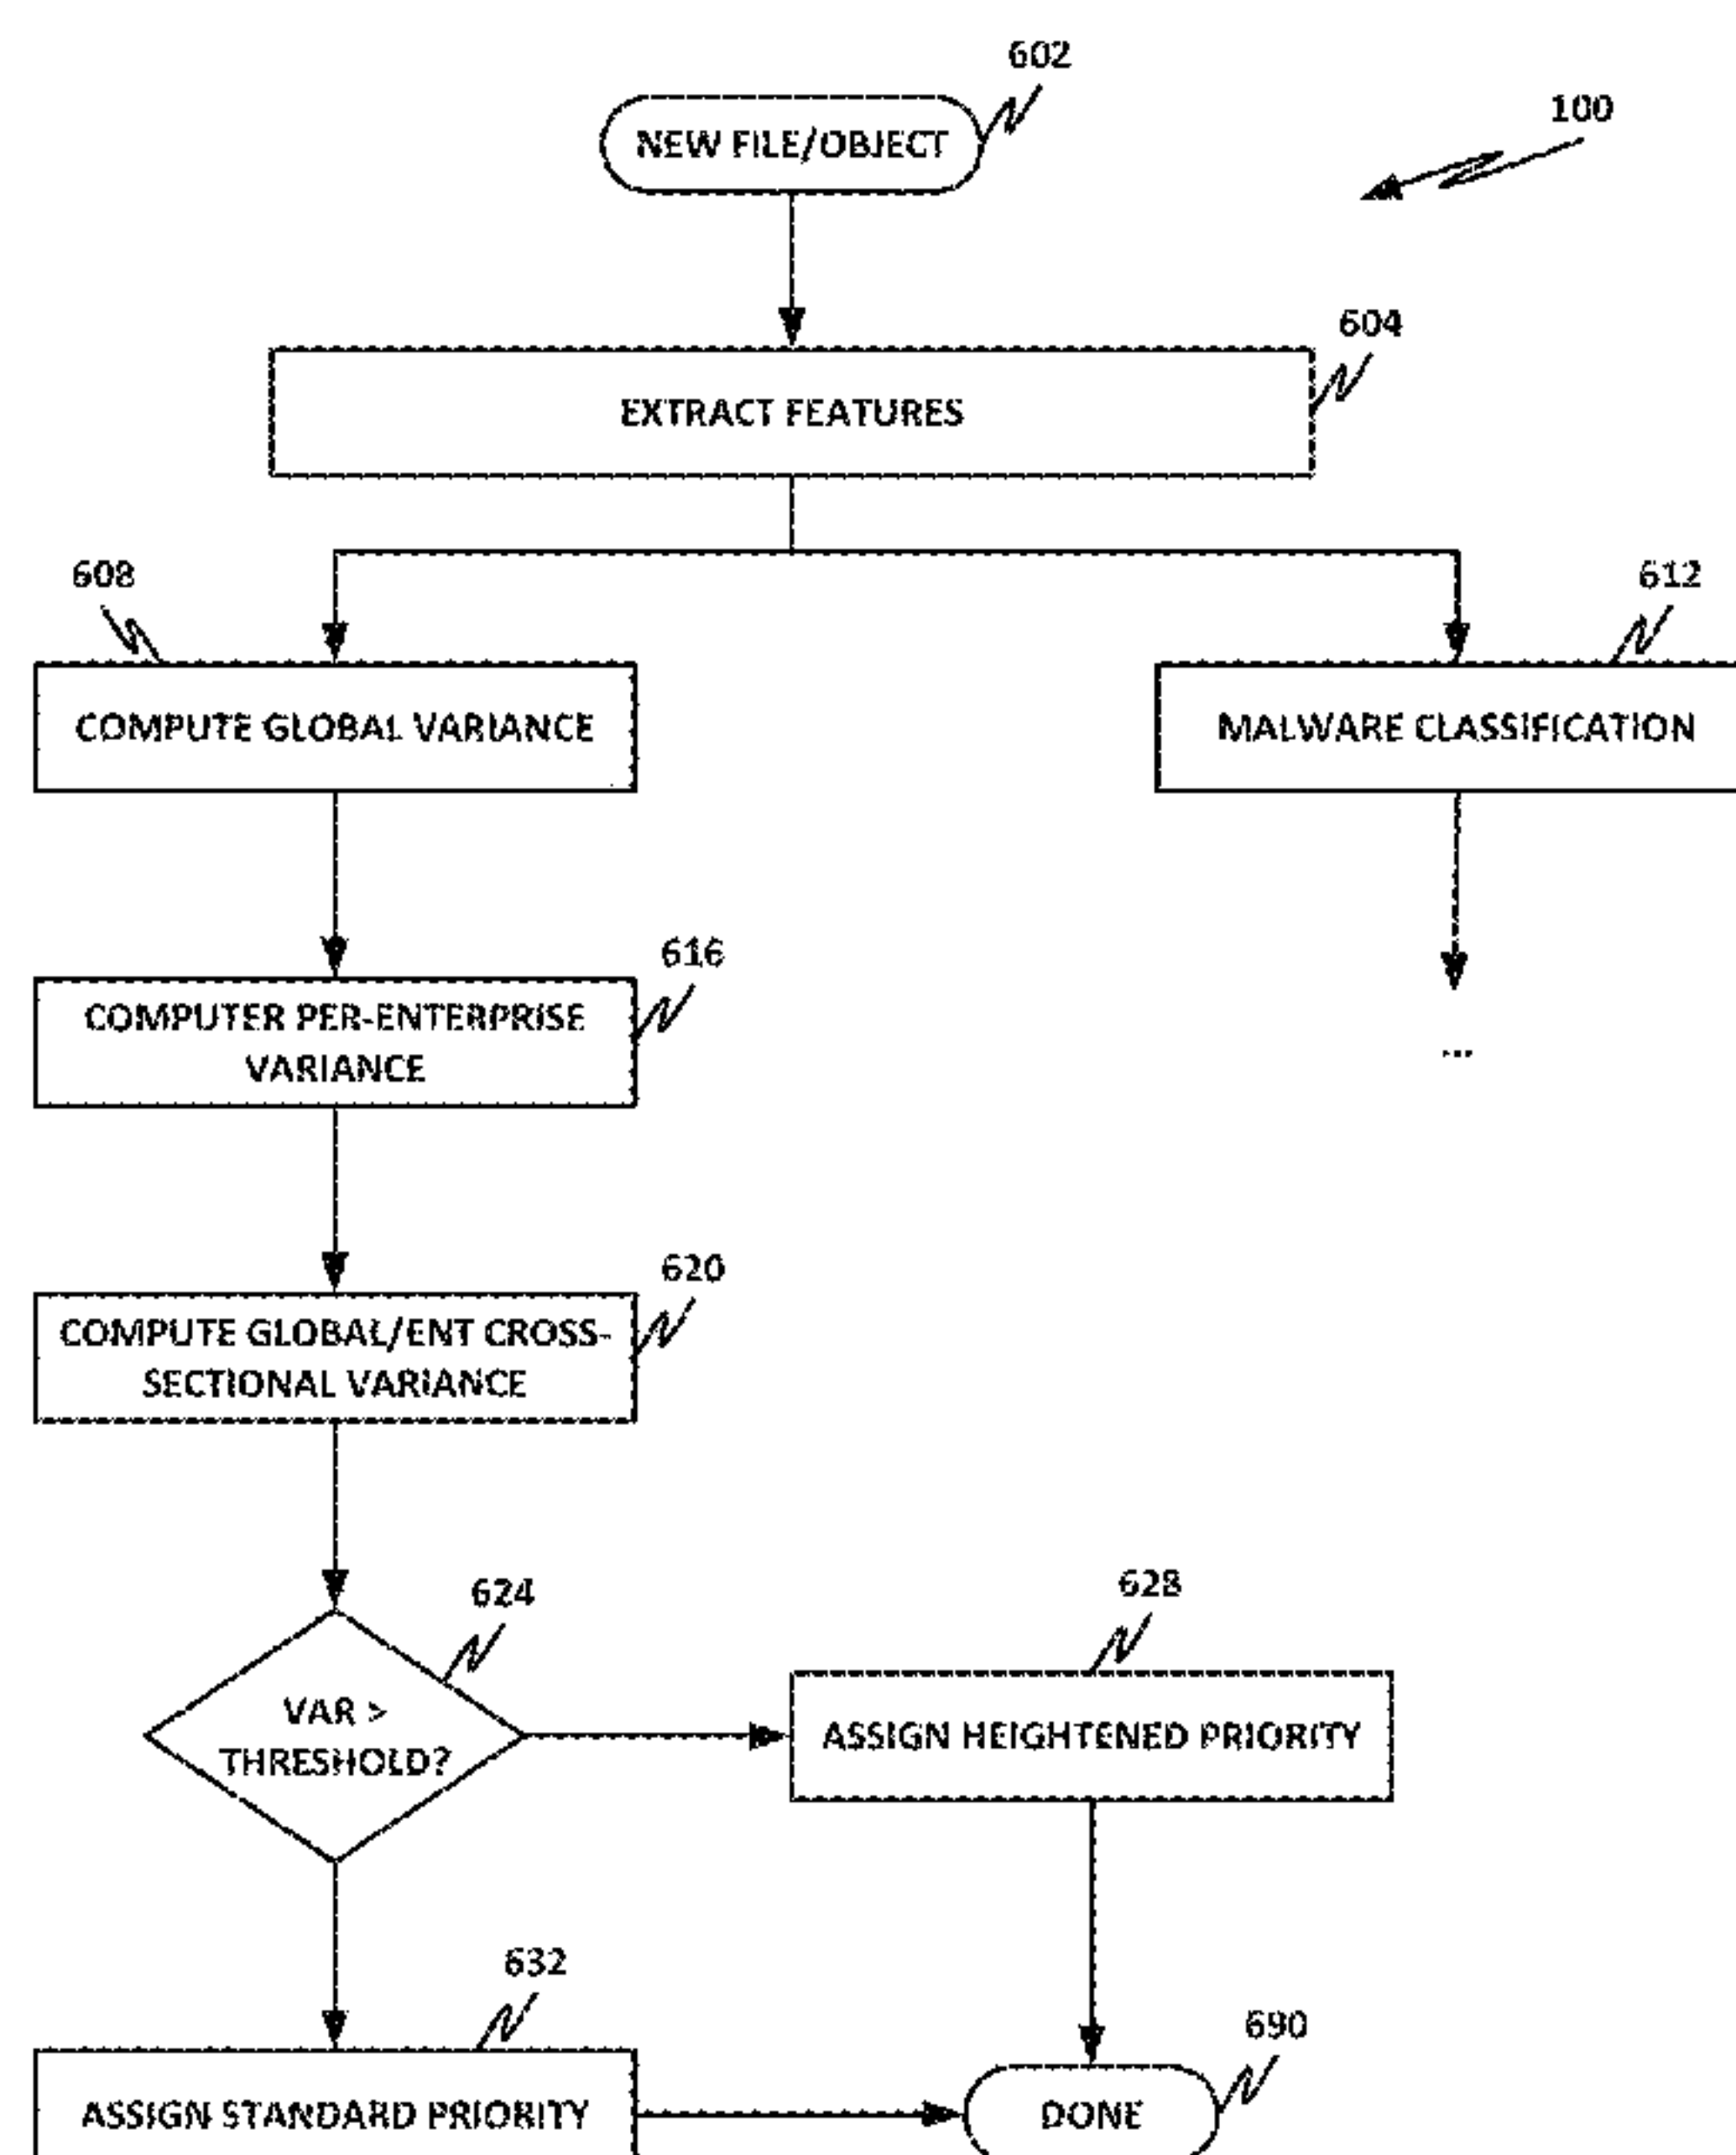 602
NEW FILE/OBJECT
100
604
EXTRACT FEATURES
608
612
COMPUTE GLOBAL VARIANCE
MALWARE CLASSIFICATION
616
COMPUTER PER-ENTERPRISE
VARIANCE
...
620
COMPUTE GLOBAL/ENT CROSS-
SECTIONAL VARIANCE
624
628
VAR >
THRESHOLD?
ASSIGN HEIGHTENED PRIORITY
632
690
ASSIGN STANDARD PRIORITY
DONE